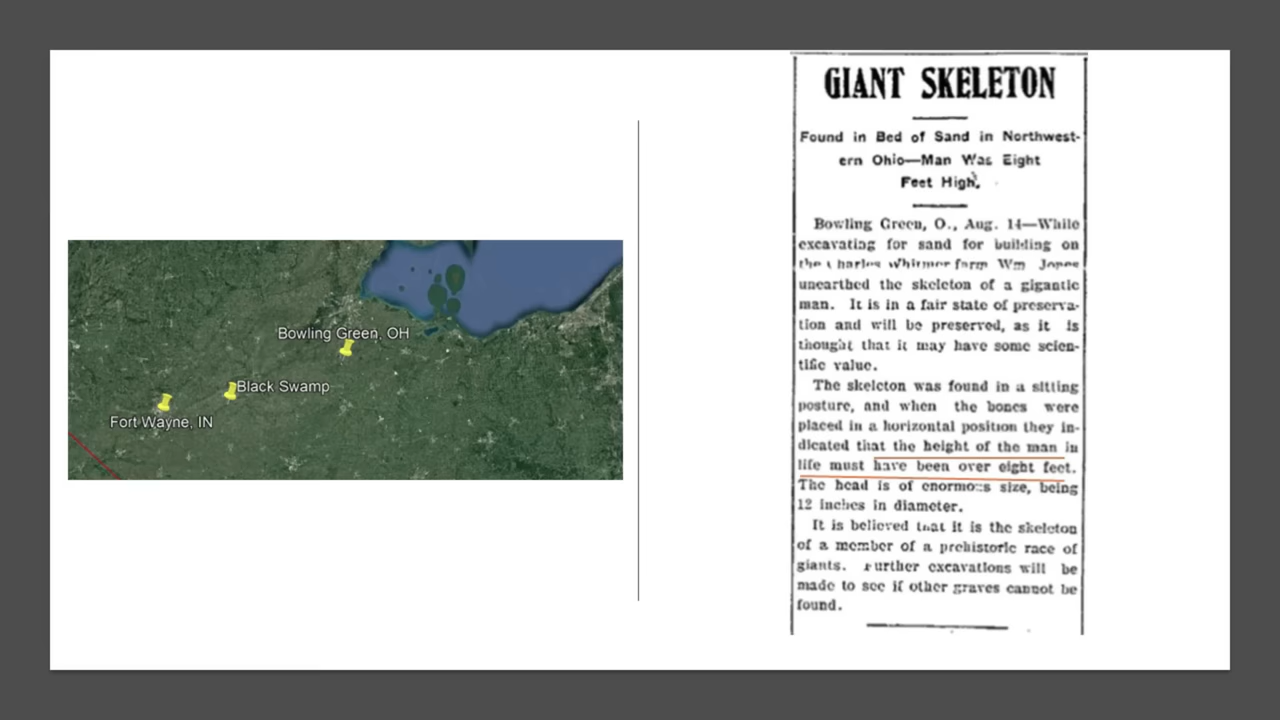 Bowling Green, OH
Black Swamp
Fort Wayne, IN
GIANT SKELETON
Found in Bed of Sand in Northwest-
ern Ohio—Man Was Eight
Feet High.
Bowling Green, O., Aug. 14—While
excavating for sand for building on
the Charles Whitmer farm Wm Jones
unearthed the skeleton of a gigantic
man. It is in a fair state of preserva-
tion and will be preserved, as it is
thought that it may have some scien-
tific value.
The skeleton was found in a sitting
posture, and when the bones were
placed in a horizontal position they in-
dicated that the height of the man in
life must have been over eight feet.
The head is of enormous size, being
12 inches in diameter.
It is believed that it is the skeleton
of a member of a prehistoric race of
giants. Further excavations will be
made to see if other graves cannot be
found.